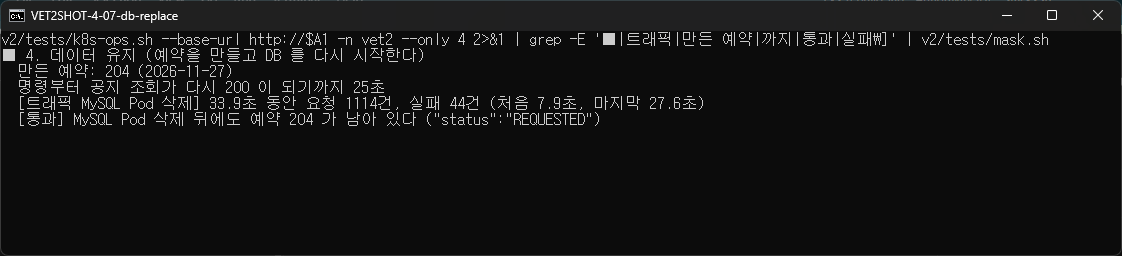 VET2SHOT-4-07-db-replace
v2/tests/k8s-ops.sh --base-url http://$A1 -n vet2 --only 4 2>&1 | grep -E '■|트래픽|만든 예약|까지|통과|실패₩]' | v2/tests/mask.sh
■ 4. 데이터 유지 (예약을 만들고 DB 를 다시 시작한다)
만든 예약: 204 (2026-11-27)
명령부터 공지 조회가 다시 200 이 되기까지 25초
[트래픽 MySQL Pod 삭제] 33.9초 동안 요청 1114건, 실패 44건 (처음 7.9초, 마지막 27.6초)
[통과] MySQL Pod 삭제 뒤에도 예약 204 가 남아 있다 ("status":"REQUESTED")